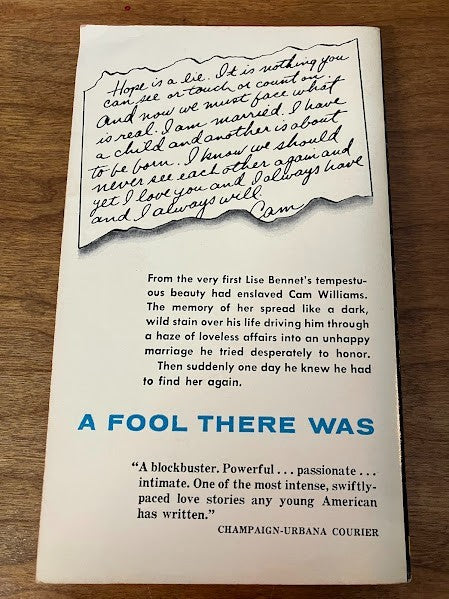 Hope is a lie. It is nothing you
can see or touch or count on.
And now we must face what
is real. I am married. I have
a child and another is about
to be born. I know we should
never see each other again and
yet I love you and I always have
and I always will.
Cam
From the very first Lise Bennet's tempestu-
ous beauty had enslaved Cam Williams.
The memory of her spread like a dark,
wild stain over his life driving him through
a haze of loveless affairs into an unhappy
marriage he tried desperately to honor.
Then suddenly one day he knew he had
to find her again.
A FOOL THERE WAS
"A blockbuster. Powerful . . . passionate . . .
intimate. One of the most intense, swiftly-
paced love stories any young American
has written."
CHAMPAIGN-URBANA COURIER